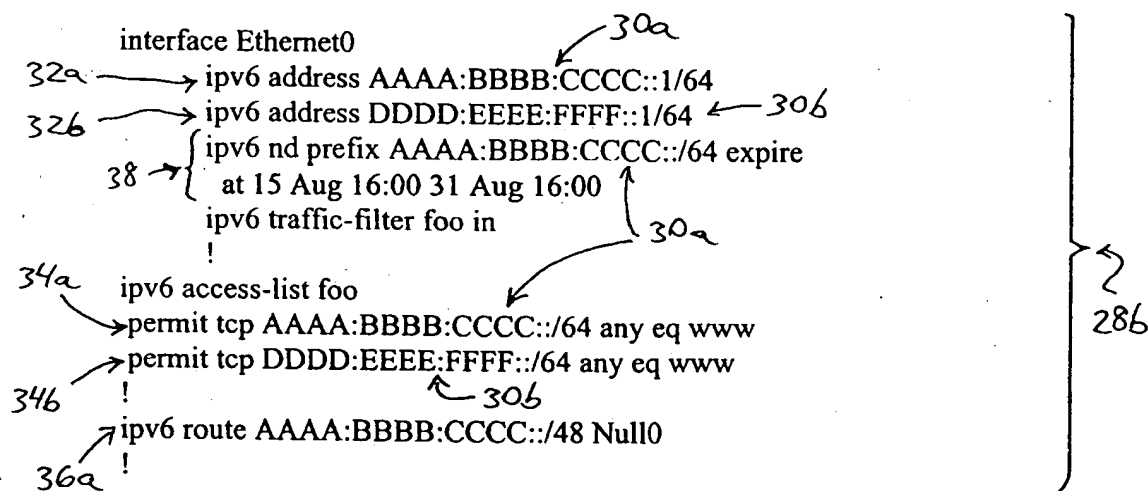 30a
interface Ethernet0
32a ipv6 address AAAA:BBBB:CCCC::1/64
32b ipv6 address DDDD:EEEE:FFFF::1/64 30b
38 ipv6 nd prefix AAAA:BBBB:CCCC::/64 expire
at 15 Aug 16:00 31 Aug 16:00
ipv6 traffic-filter foo in
30a
!
34a
ipv6 access-list foo
permit tcp AAAA:BBBB:CCCC::/64 any eq www
28b
permit tcp DDDD:EEEE:FFFF::/64 any eq www
34b ! 30b
ipv6 route AAAA:BBBB:CCCC::/48 Null0
36a !